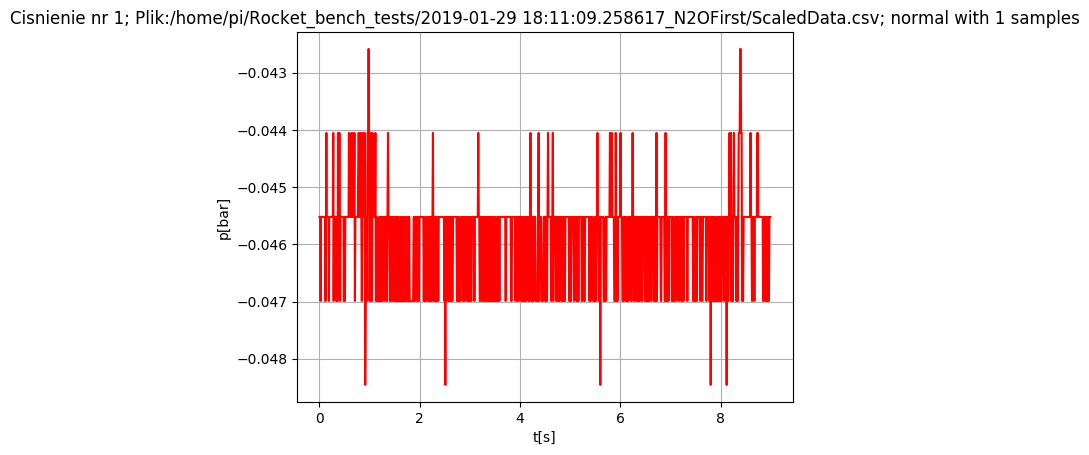 Cisnienie nr 1; Plik:/home/pi/Rocket_bench_tests/2019-01-29 18:11:09.258617_N2OFirst/ScaledData.csv; normal with 1 samples
−0.043
−0.044
−0.045
−0.046
−0.047
−0.048
p[bar]
0 2 4 6 8
t[s]